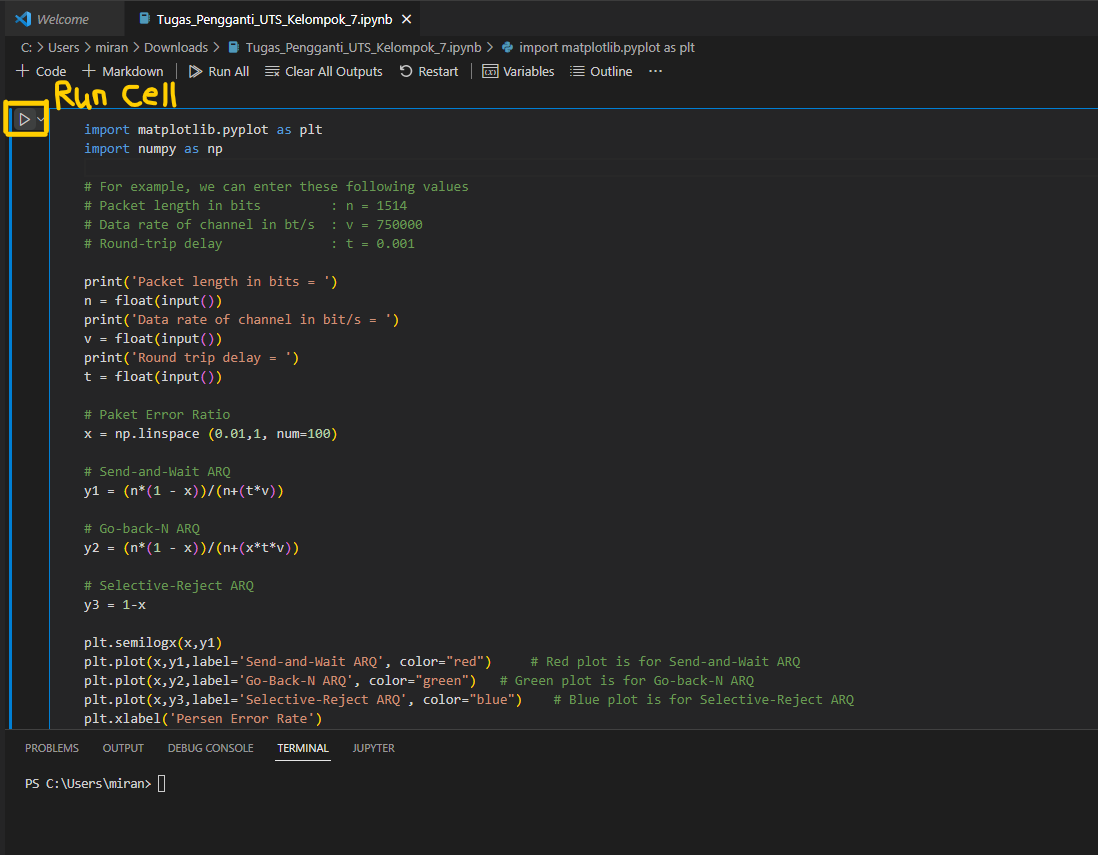 Welcome
Tugas_Pengganti_UTS_Kelompok_7.ipynb
C: > Users > miran > Downloads > Tugas_Pengganti_UTS_Kelompok_7.ipynb > import matplotlib.pyplot as plt
+ Code + Markdown | Run All Clear All Outputs Restart | Variables Outline ...
Run Cell
import matplotlib.pyplot as plt
import numpy as np
# For example, we can enter these following values
# Packet length in bits         : n = 1514
# Data rate of channel in bt/s  : v = 750000
# Round-trip delay              : t = 0.001
print('Packet length in bits = ')
n = float(input())
print('Data rate of channel in bit/s = ')
v = float(input())
print('Round trip delay = ')
t = float(input())
# Paket Error Ratio
x = np.linspace (0.01,1, num=100)
# Send-and-Wait ARQ
y1 = (n*(1 - x))/(n+(t*v))
# Go-back-N ARQ
y2 = (n*(1 - x))/(n+(x*t*v))
# Selective-Reject ARQ
y3 = 1-x
plt.semilogx(x,y1)
plt.plot(x,y1,label='Send-and-Wait ARQ', color="red")     # Red plot is for Send-and-Wait ARQ
plt.plot(x,y2,label='Go-Back-N ARQ', color="green")   # Green plot is for Go-back-N ARQ
plt.plot(x,y3,label='Selective-Reject ARQ', color="blue")    # Blue plot is for Selective-Reject ARQ
plt.xlabel('Persen Error Rate')
PROBLEMS OUTPUT DEBUG CONSOLE TERMINAL JUPYTER
PS C:\Users\miran>